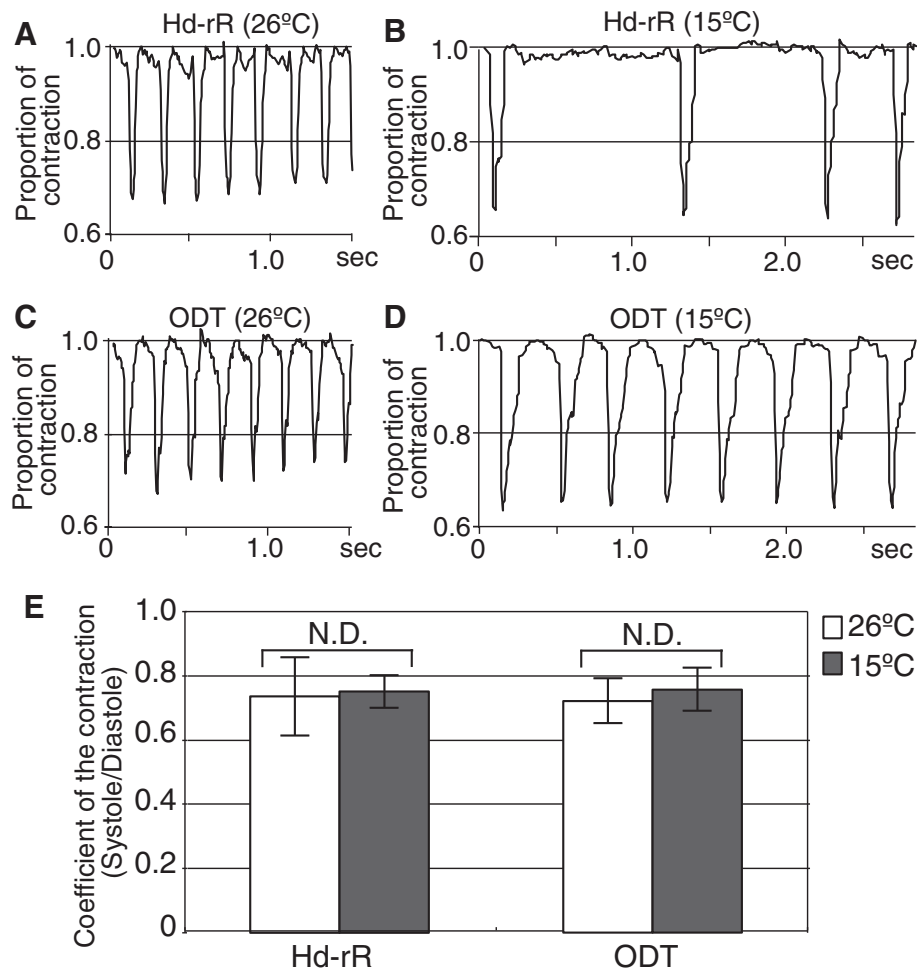 A
Hd-rR (26ºC)
Proportion of
contraction
1.0
0.8
0.6
0
1.0
sec
B
Hd-rR (15ºC)
Proportion of
contraction
1.0
0.8
0.6
0
1.0
2.0
sec
C
ODT (26ºC)
Proportion of
contraction
1.0
0.8
0.6
0
1.0
sec
D
ODT (15ºC)
Proportion of
contraction
1.0
0.8
0.6
0
1.0
2.0
sec
E
Coefficient of the contraction
(Systole/Diastole)
1.0
0.8
0.6
0.4
0.2
0
N.D.
N.D.
26ºC
15ºC
Hd-rR
ODT